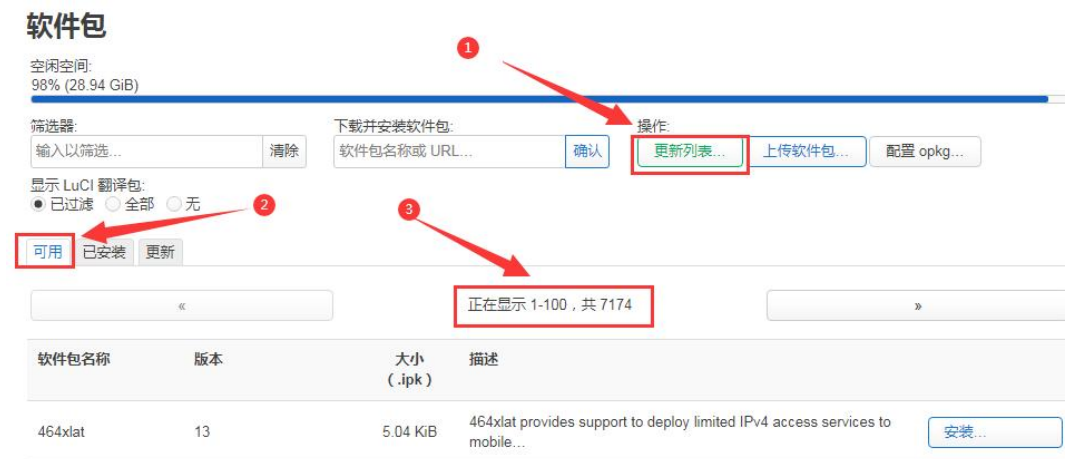 软件包
1
空闲空间:
98% (28.94 GiB)
筛选器: 下载并安装软件包: 操作:
输入以筛选... 清除 软件包名称或 URL... 确认 更新列表... 上传软件包... 配置 opkg...
显示 LuCI 翻译包:
已过滤 全部 无 2 3
可用 已安装 更新
« 正在显示 1-100，共 7174 »
软件包名称 版本 大小 描述
（.ipk）
464xlat 13 5.04 KiB 464xlat provides support to deploy limited IPv4 access services to 安装...
mobile...